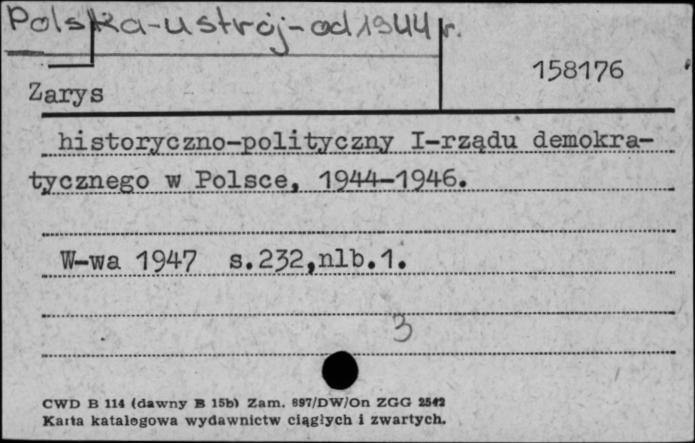 Polska-ustrój-od 1944 r.
158176
Zarys
historyczno-polityczny I-rządu demokra-
tycznego w Polsce, 1944-1946.
W-wa 1947 s.232,nlb.1.
3
CWD B 114 (dawny B 15b) Zam. 897/DW/On ZGG 2542
Karta katalogowa wydawnictw ciągłych i zwartych.